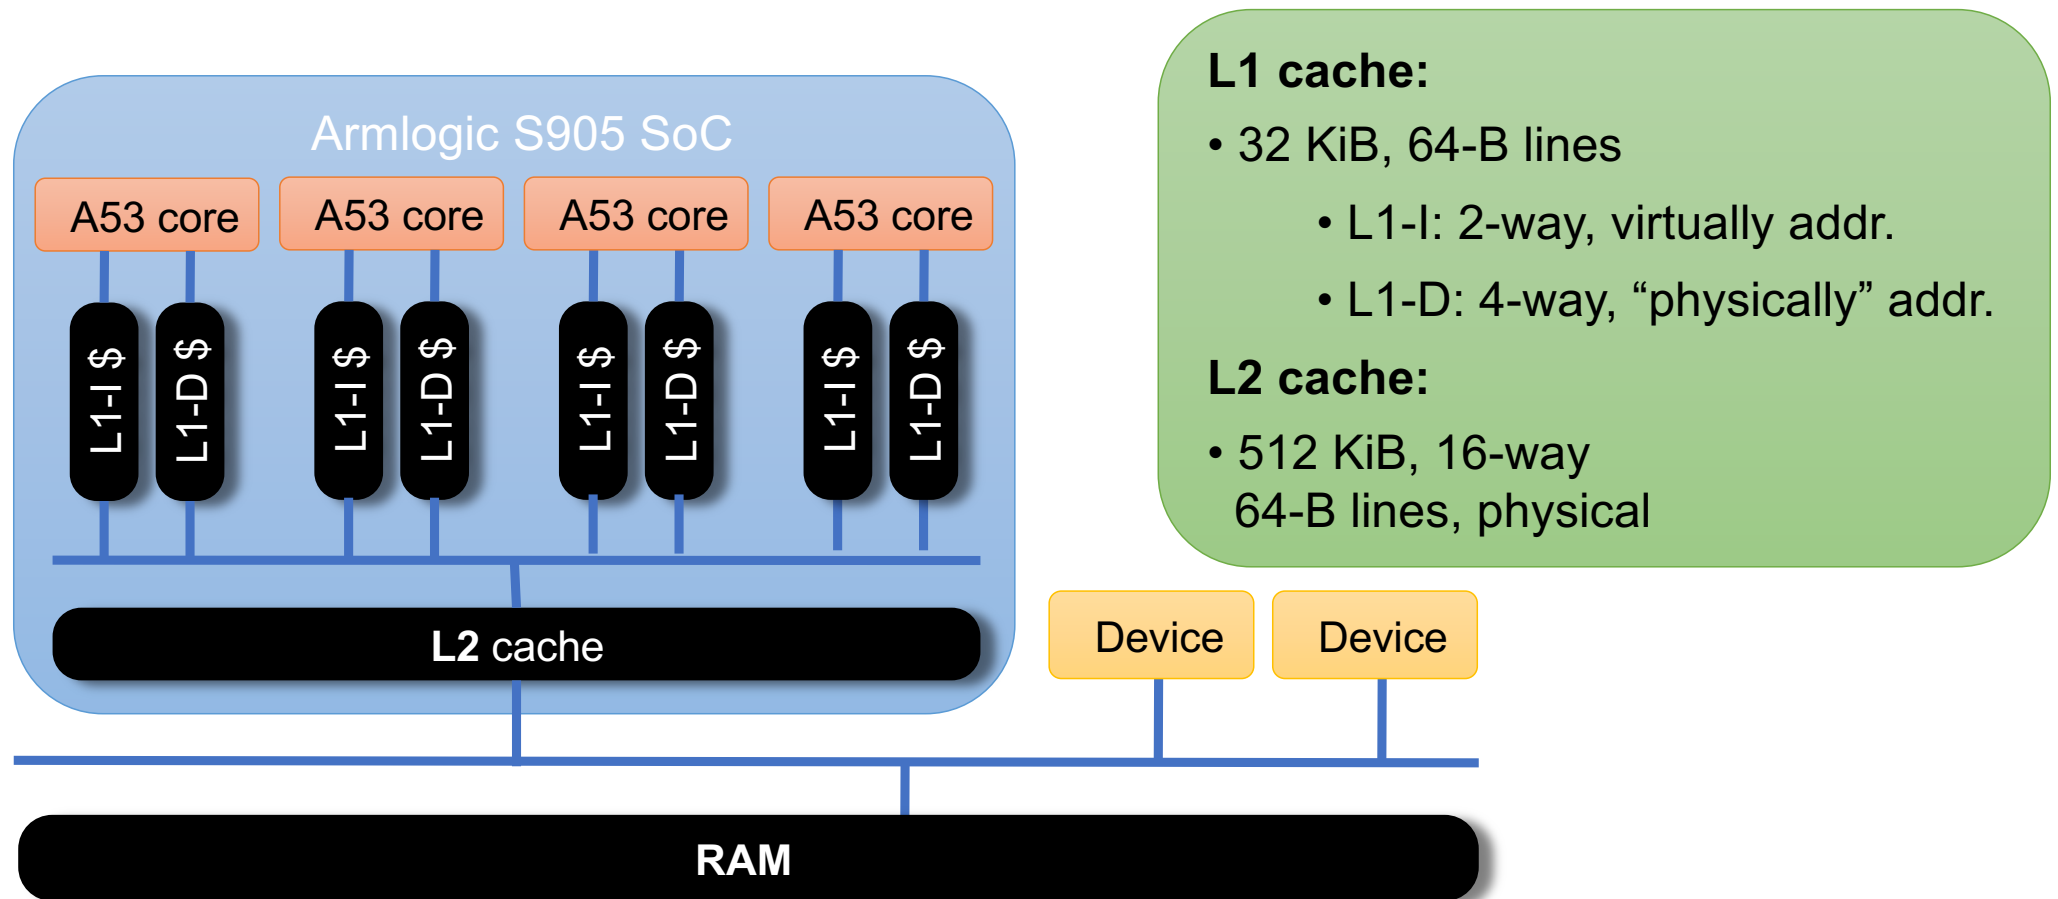 Armlogic S905 SoC
A53 core
A53 core
A53 core
A53 core
L1-I $
L1-D $
L1-I $
L1-D $
L1-I $
L1-D $
L1-I $
L1-D $
L2 cache
L1 cache:
• 32 KiB, 64-B lines
• L1-I: 2-way, virtually addr.
• L1-D: 4-way, “physically” addr.
L2 cache:
• 512 KiB, 16-way
64-B lines, physical
Device
Device
RAM